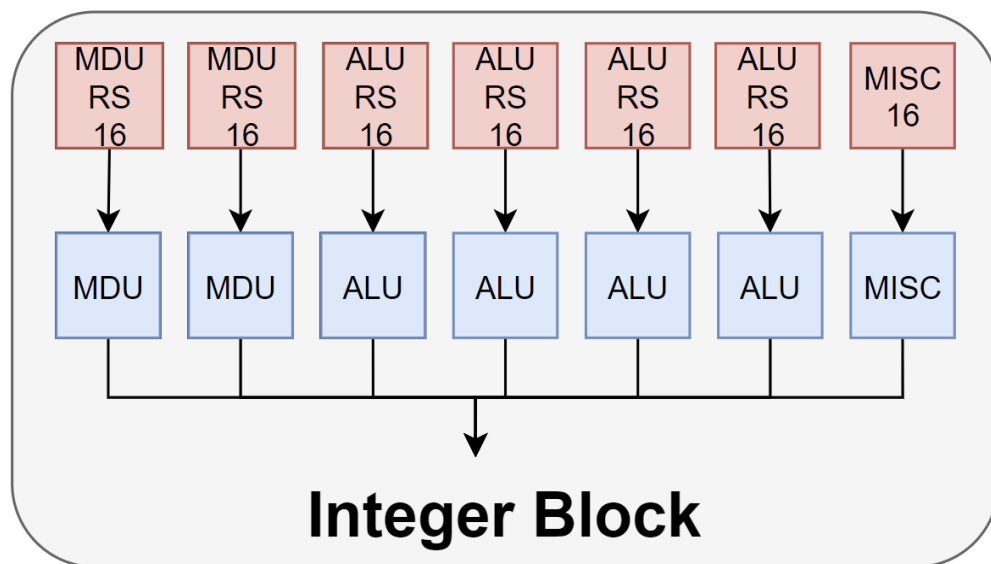 MDU
RS
16
MDU
RS
16
ALU
RS
16
ALU
RS
16
ALU
RS
16
ALU
RS
16
MISC
16
MDU
MDU
ALU
ALU
ALU
ALU
MISC
Integer Block